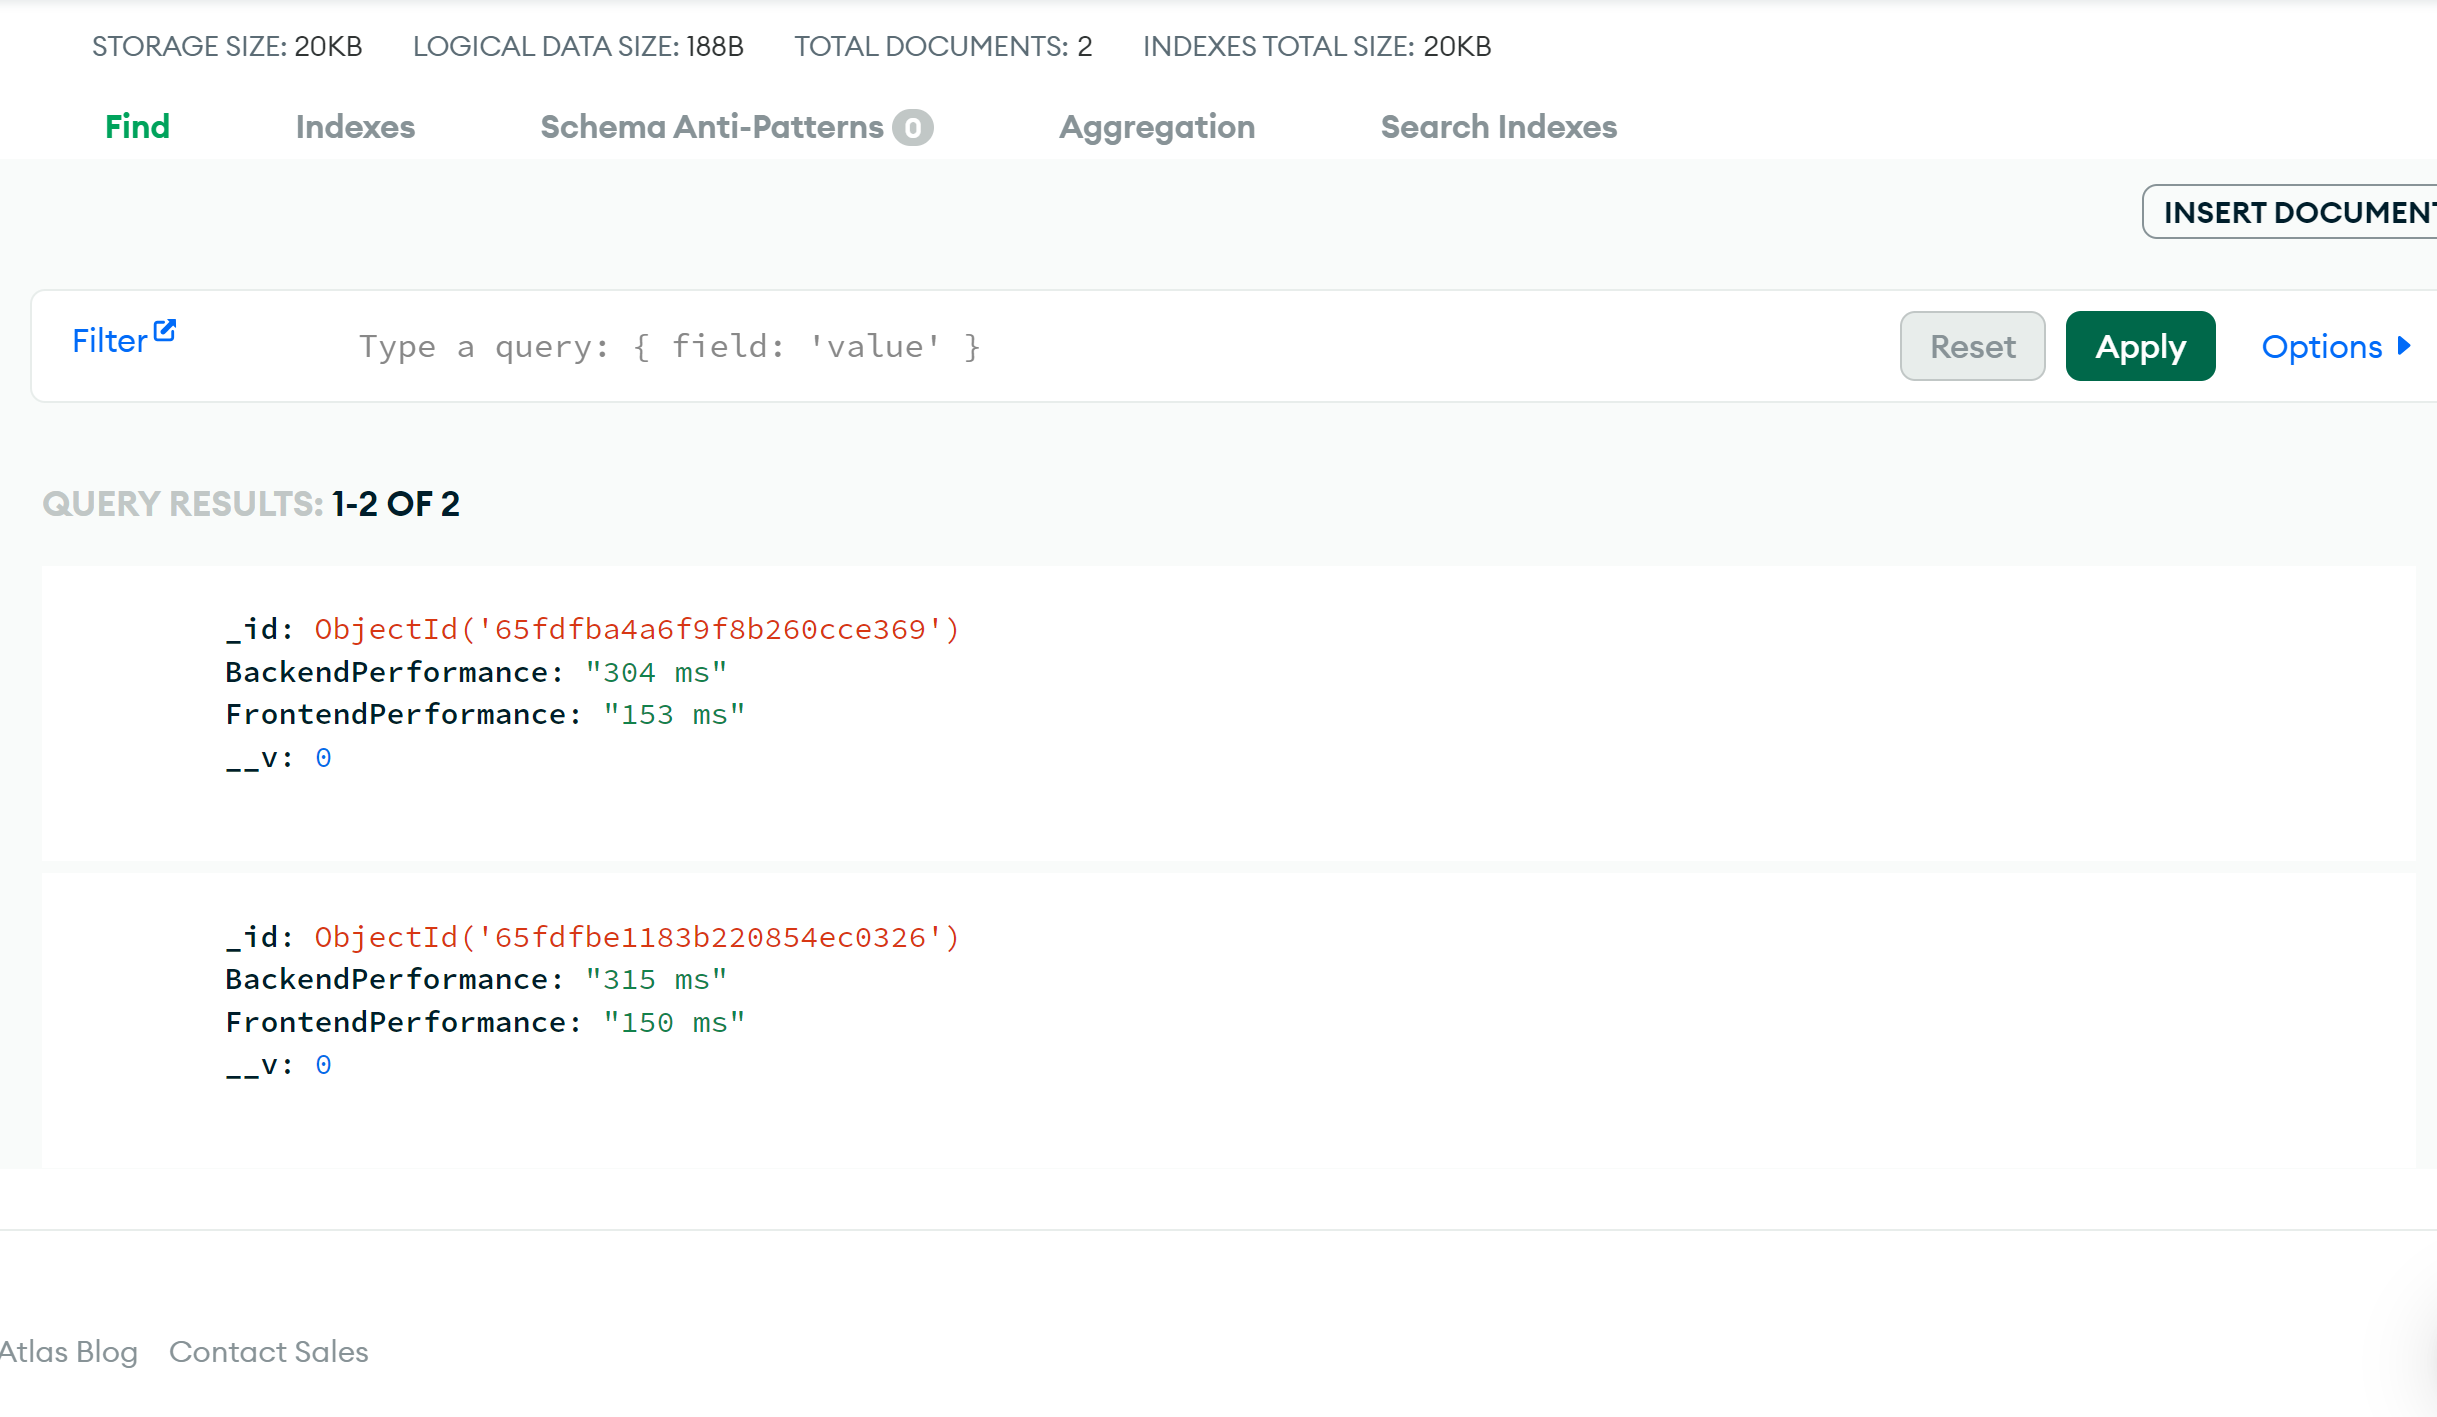 STORAGE SIZE: 20KB LOGICAL DATA SIZE: 188B TOTAL DOCUMENTS: 2 INDEXES TOTAL SIZE: 20KB
Find Indexes Schema Anti-Patterns 0 Aggregation Search Indexes
INSERT DOCUMENT
Filter Type a query: { field: 'value' } Reset Apply Options
QUERY RESULTS: 1-2 OF 2
_id: ObjectId('65fdfba4a6f9f8b260cce369')
BackendPerformance: "304 ms"
FrontendPerformance: "153 ms"
__v: 0
_id: ObjectId('65fdfbe1183b220854ec0326')
BackendPerformance: "315 ms"
FrontendPerformance: "150 ms"
__v: 0
Atlas Blog Contact Sales